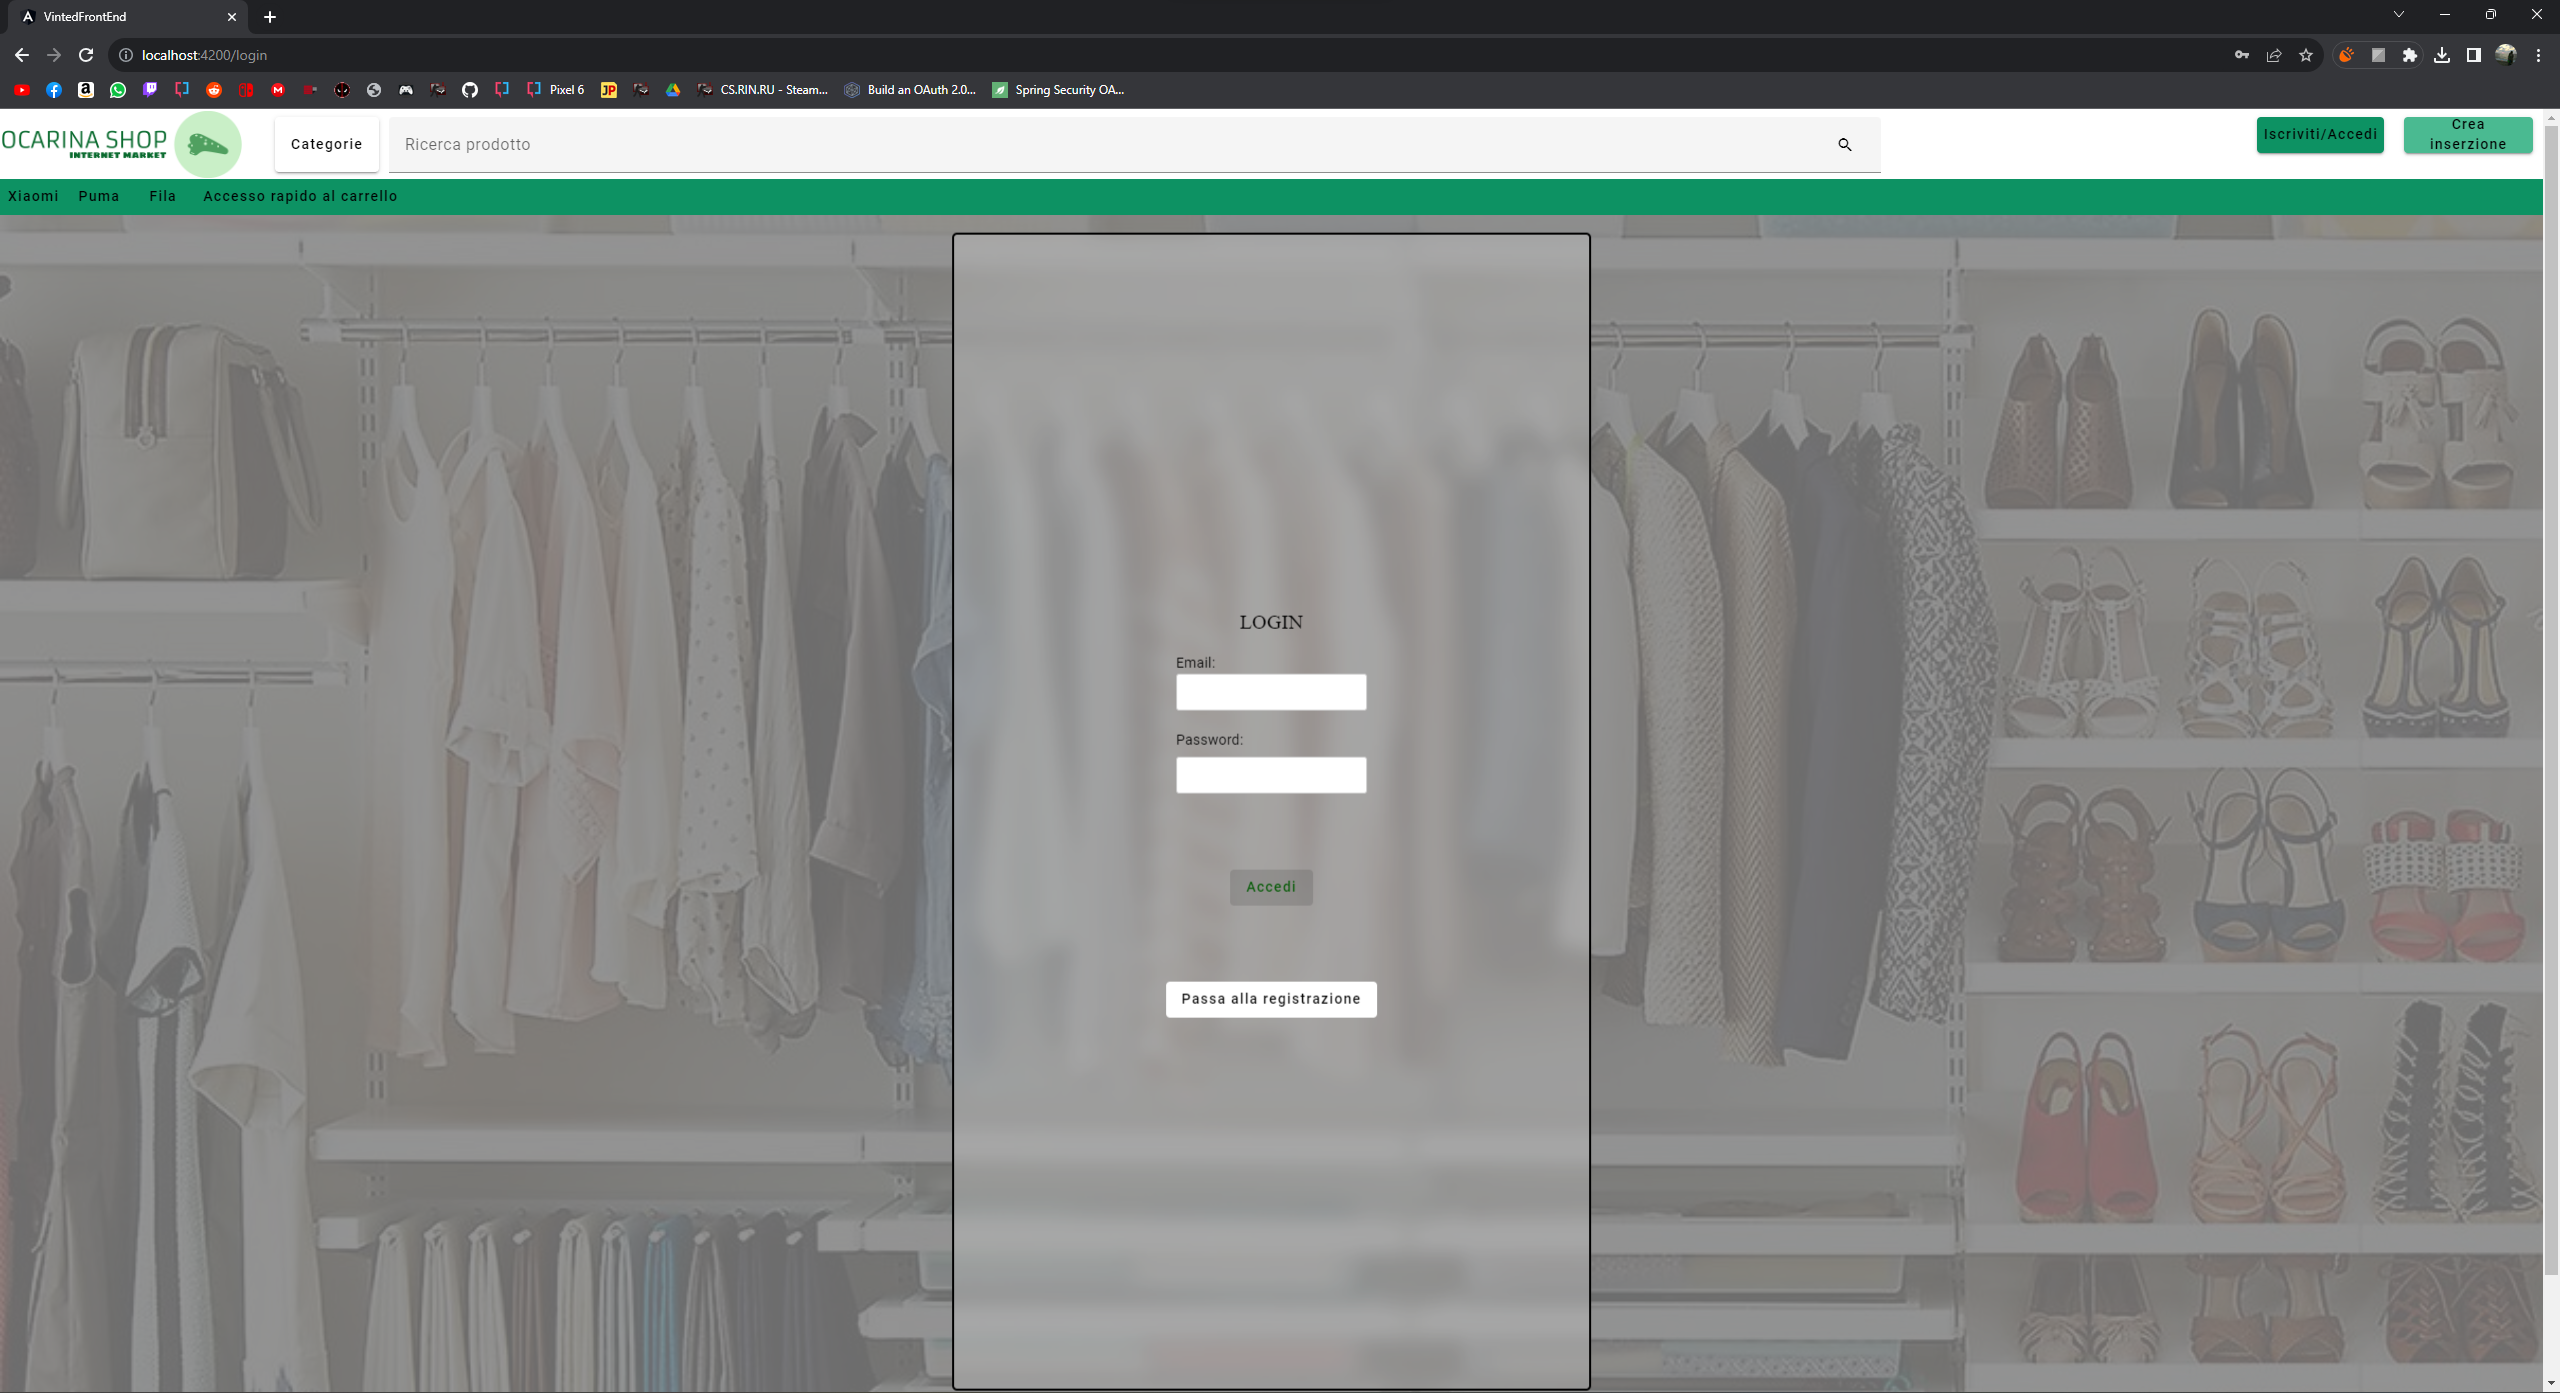 VintedFrontEnd
localhost:4200/login
Pixel 6
JP
CS.RIN.RU - Steam...
Build an OAuth 2.0...
Spring Security OA...
OCARINA SHOP
INTERNET MARKET
Categorie
Ricerca prodotto
Iscriviti/Accedi
Crea
inserzione
Xiaomi
Puma
Fila
Accesso rapido al carrello
LOGIN
Email:
Password:
Accedi
Passa alla registrazione